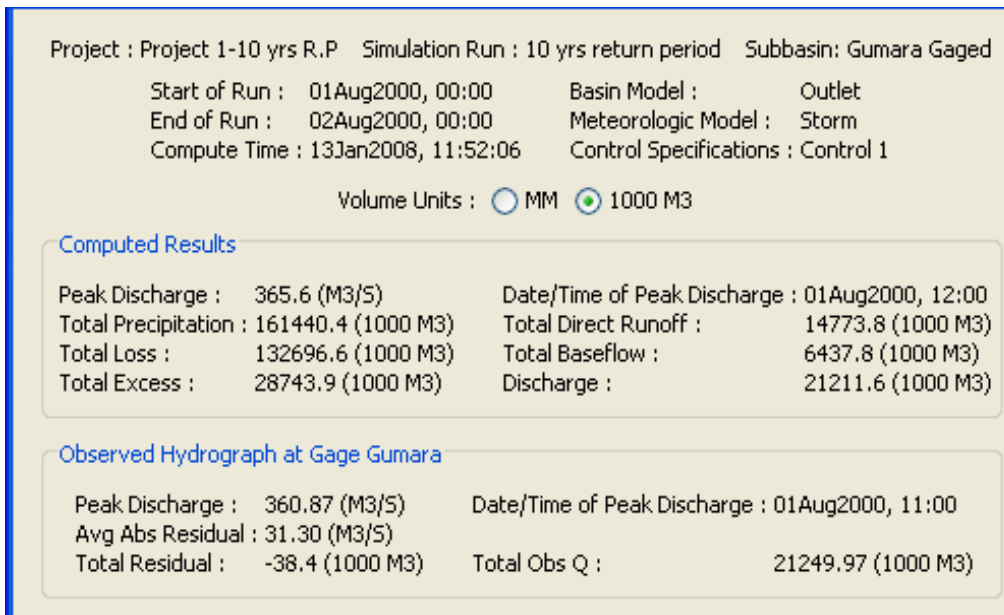 Project : Project 1-10 yrs R.P Simulation Run : 10 yrs return period Subbasin: Gumara Gaged
Start of Run : 01Aug2000, 00:00 Basin Model : Outlet
End of Run : 02Aug2000, 00:00 Meteorologic Model : Storm
Compute Time : 13Jan2008, 11:52:06 Control Specifications : Control 1
Volume Units : MM 1000 M3
Computed Results
Peak Discharge : 365.6 (M3/S) Date/Time of Peak Discharge : 01Aug2000, 12:00
Total Precipitation : 161440.4 (1000 M3) Total Direct Runoff : 14773.8 (1000 M3)
Total Loss : 132696.6 (1000 M3) Total Baseflow : 6437.8 (1000 M3)
Total Excess : 28743.9 (1000 M3) Discharge : 21211.6 (1000 M3)
Observed Hydrograph at Gage Gumara
Peak Discharge : 360.87 (M3/S) Date/Time of Peak Discharge : 01Aug2000, 11:00
Avg Abs Residual : 31.30 (M3/S)
Total Residual : -38.4 (1000 M3) Total Obs Q : 21249.97 (1000 M3)